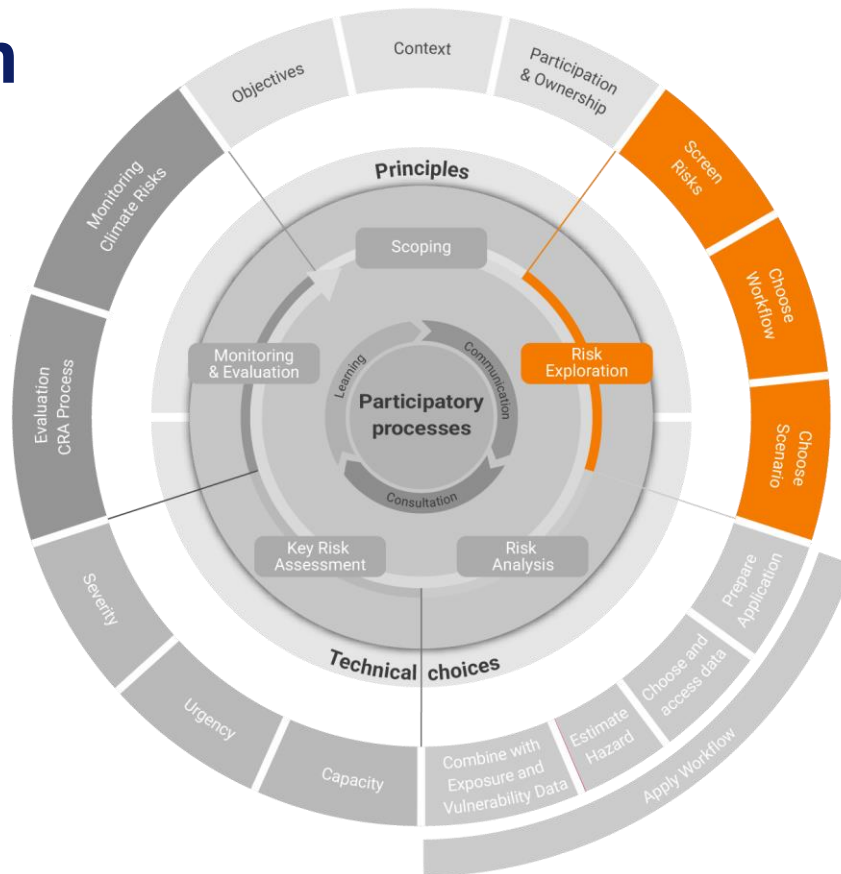 n
Objectives
Context
Participation
& Ownership
Screen
Risks
Choose
Workflow
Choose
Scenario
Prepare
Application
Choose and
access data
Estimate
Hazard
Combine with
Exposure and
Vulnerability Data
Apply Workflow
Capacity
Urgency
Severity
Evaluation
CRA Process
Monitoring
Climate Risks
Principles
Scoping
Risk
Exploration
Risk
Analysis
Key Risk
Assessment
Monitoring
& Evaluation
Learning
Communication
Consultation
Participatory
processes
Technical choices